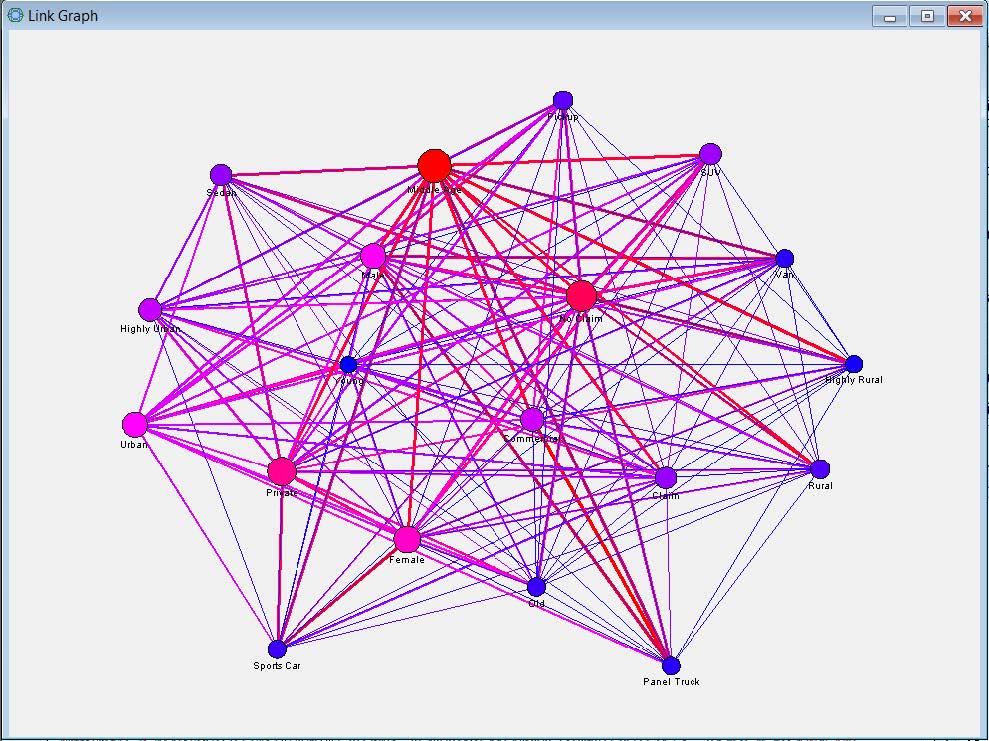 Link Graph
Pickup
SUV
Sedan
Middle Age
Male
Van
No Claim
Highly Urban
Young
Highly Rural
Commercial
Urban
Private
Claim
Rural
Female
Old
Sports Car
Panel Truck